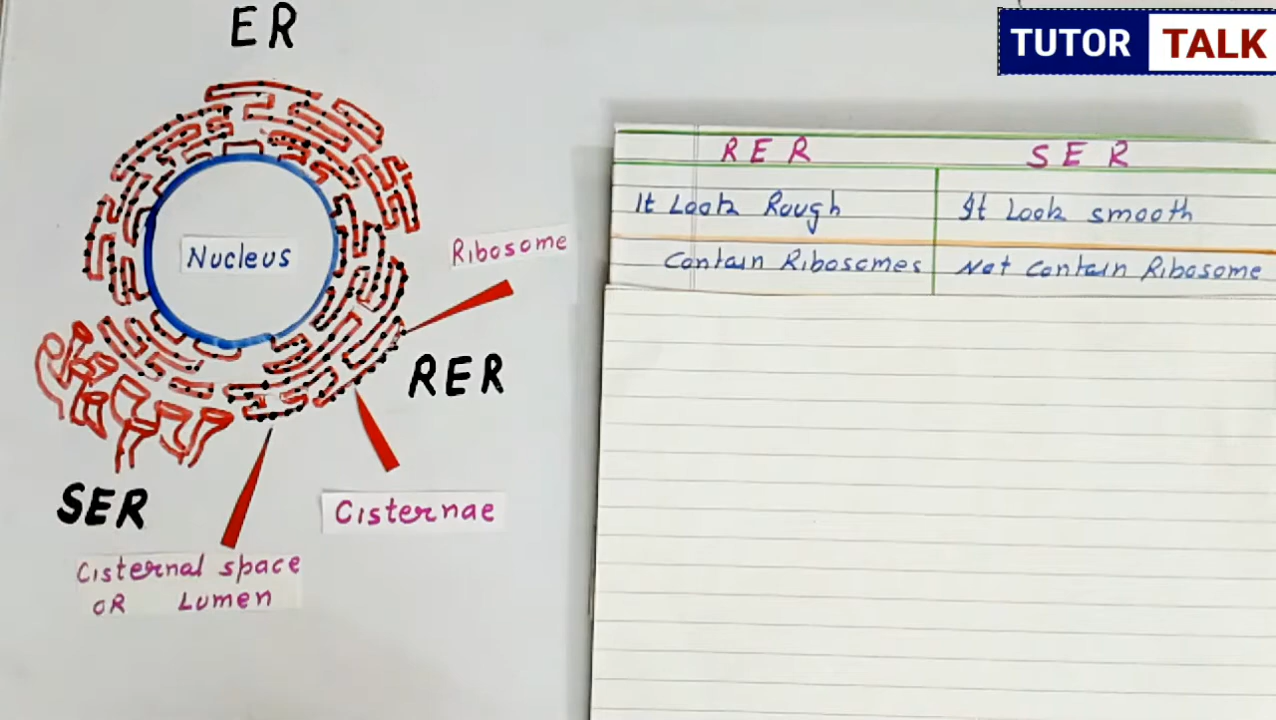 ER
TUTOR TALK
Nucleus
Ribosome
RER
SER
Cisternae
Cisternal space
OR Lumen
RER SER
It Look Rough It Look smooth
Contain Ribosomes Not Contain Ribosome